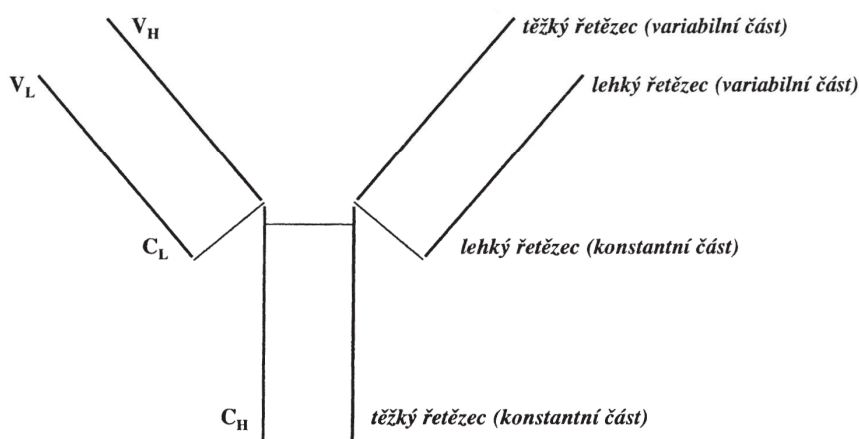 V_H
těžký řetězec (variabilní část)
V_L
lehký řetězec (variabilní část)
C_L
lehký řetězec (konstantní část)
C_H
těžký řetězec (konstantní část)